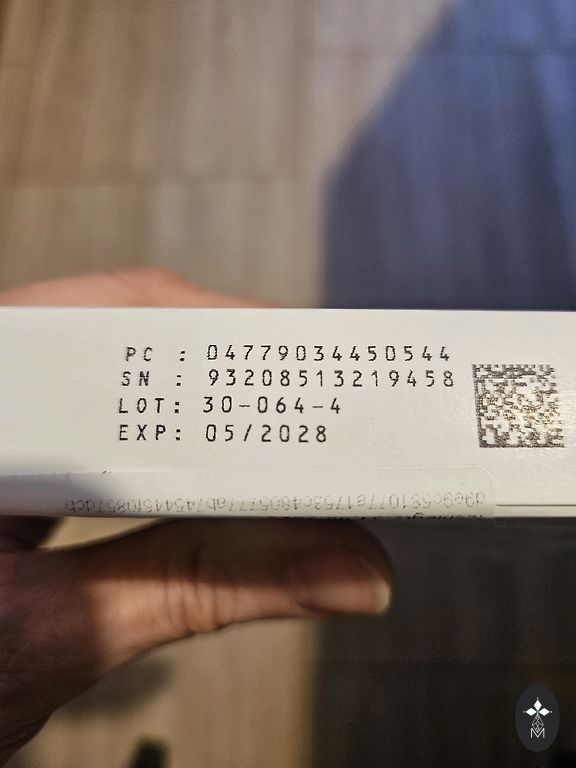 PC : 04779034450544
SN : 93208513219458
LOT: 30-064-4
EXP: 05/2028
M